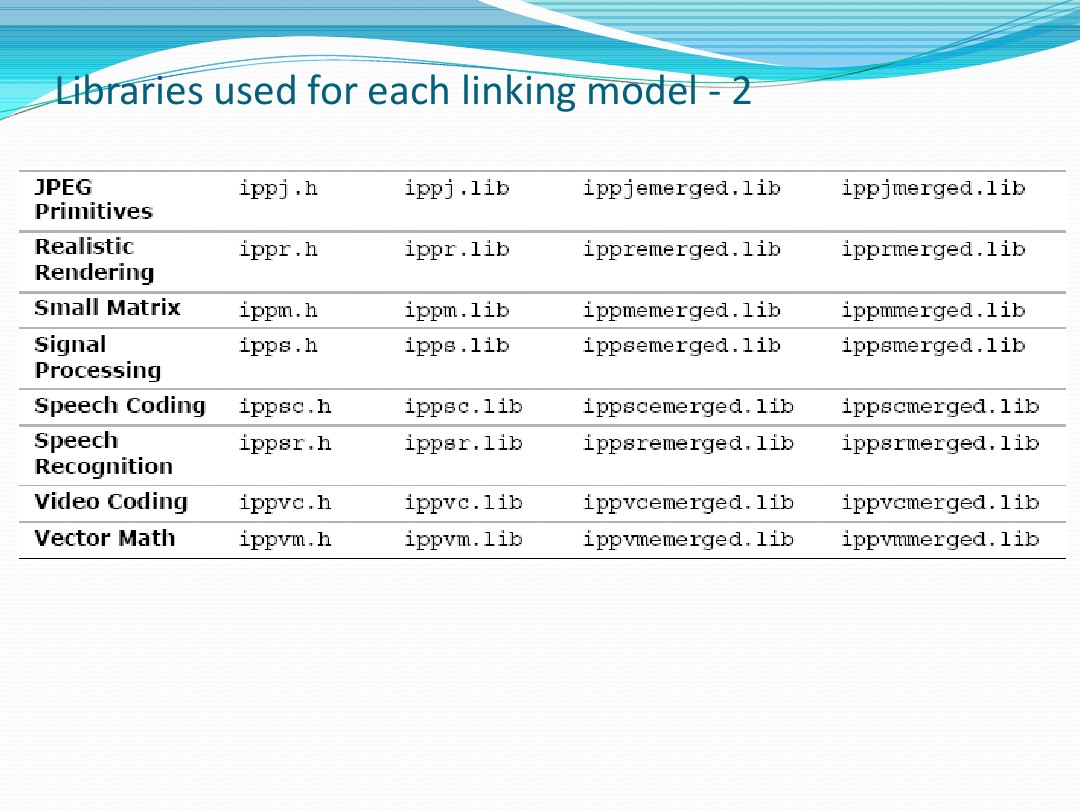 Libraries used for each linking model - 2
JPEG Primitives ippj.h ippj.lib ippjemerged.lib ippjmerged.lib
Realistic Rendering ippr.h ippr.lib ippremerged.lib ipprmerged.lib
Small Matrix ippm.h ippm.lib ippmemerged.lib ippmmerged.lib
Signal Processing ipps.h ipps.lib ippsemerged.lib ippsmerged.lib
Speech Coding ippsc.h ippsc.lib ippscemerged.lib ippscmerged.lib
Speech Recognition ippsr.h ippsr.lib ippsremerged.lib ippsrmerged.lib
Video Coding ippvc.h ippvc.lib ippvcemerged.lib ippvcmerged.lib
Vector Math ippvm.h ippvm.lib ippvmemerged.lib ippvmmerged.lib